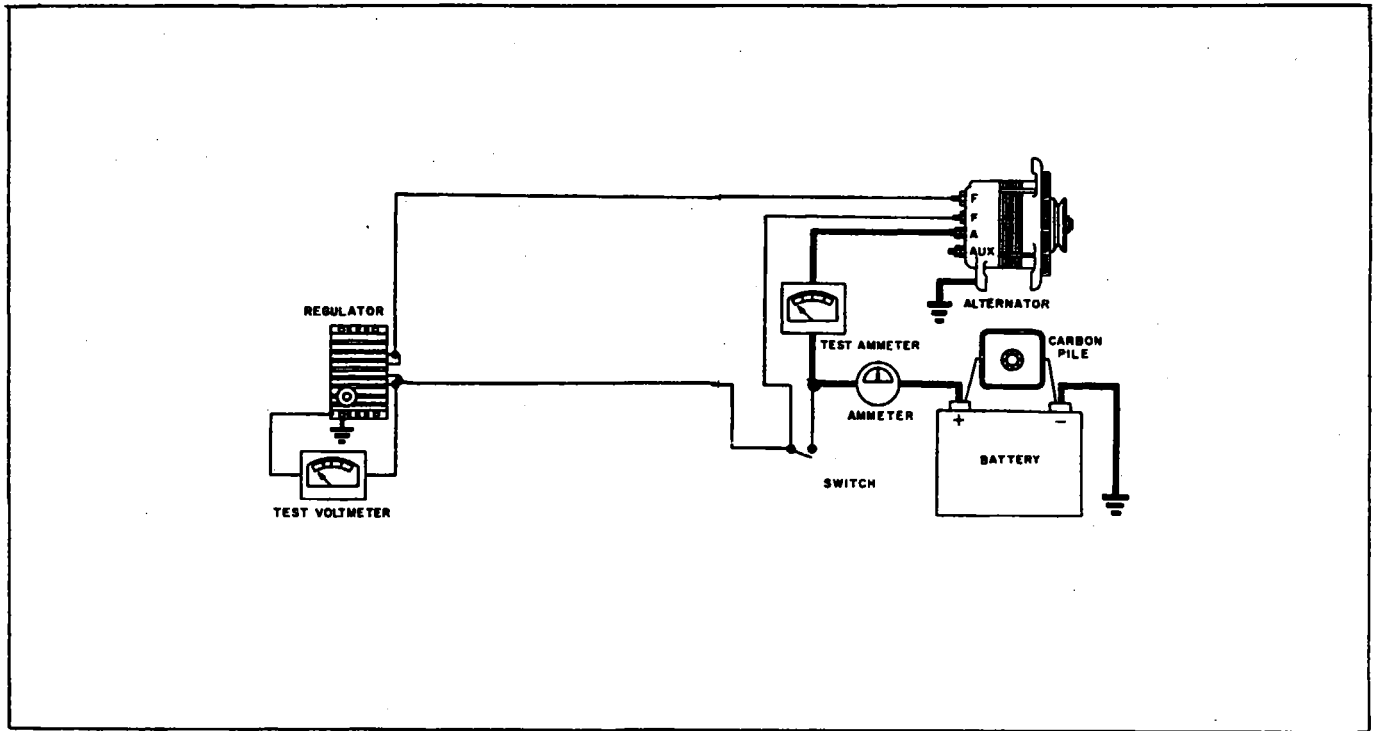 F
F
A
AUX
ALTERNATOR
REGULATOR
TEST AMMETER
CARBON
PILE
AMMETER
+
−
BATTERY
SWITCH
TEST VOLTMETER